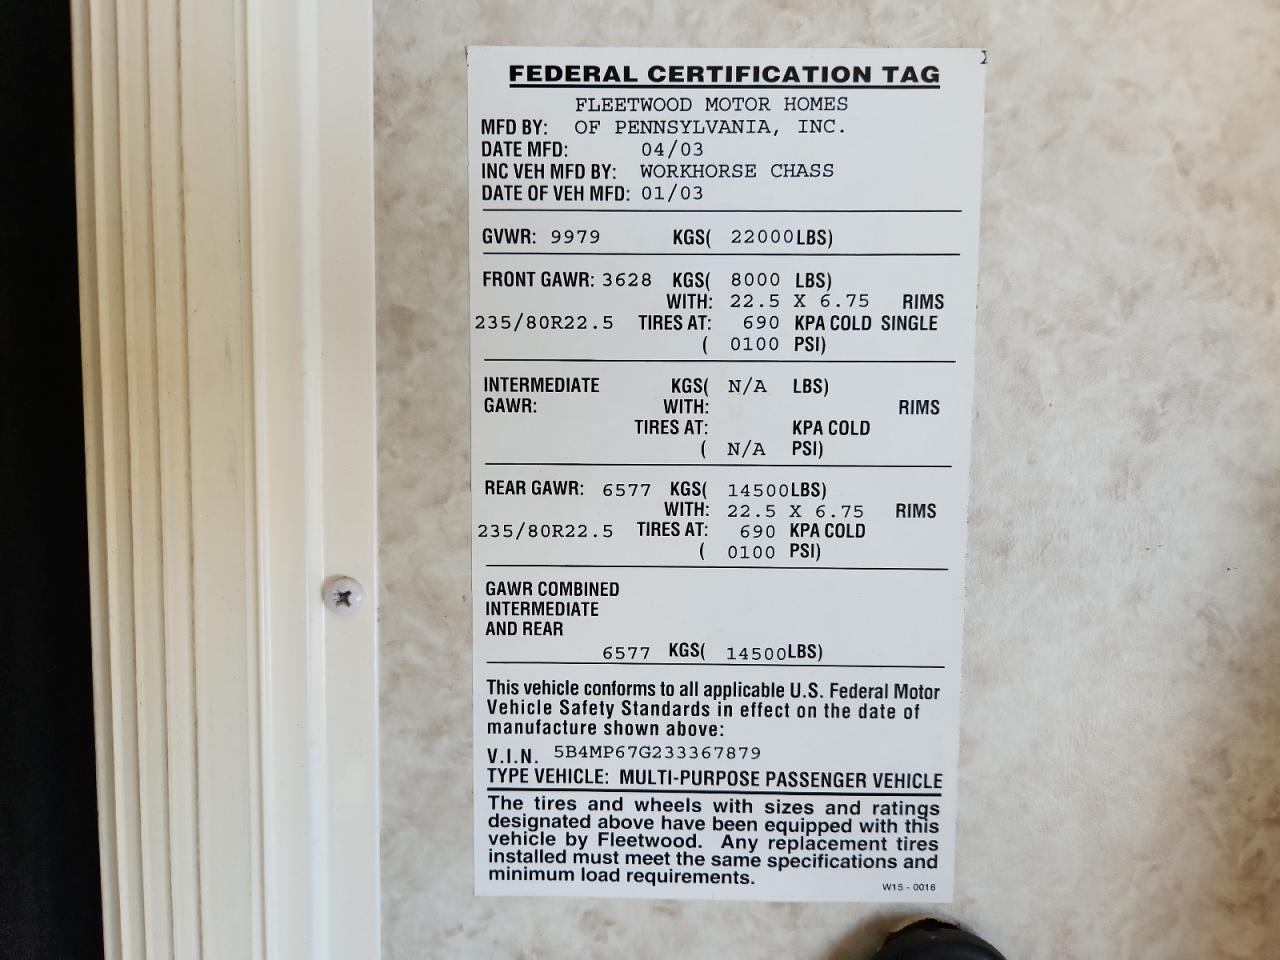 FEDERAL CERTIFICATION TAG
FLEETWOOD MOTOR HOMES
MFD BY: OF PENNSYLVANIA, INC.
DATE MFD: 04/03
INC VEH MFD BY: WORKHORSE CHASS
DATE OF VEH MFD: 01/03
GVWR: 9979 KGS( 22000LBS)
FRONT GAWR: 3628 KGS( 8000 LBS)
WITH: 22.5 X 6.75 RIMS
235/80R22.5 TIRES AT: 690 KPA COLD SINGLE
( 0100 PSI)
INTERMEDIATE KGS( N/A LBS)
GAWR: WITH: RIMS
TIRES AT: KPA COLD
( N/A PSI)
REAR GAWR: 6577 KGS( 14500LBS)
WITH: 22.5 X 6.75 RIMS
235/80R22.5 TIRES AT: 690 KPA COLD
( 0100 PSI)
GAWR COMBINED
INTERMEDIATE
AND REAR
6577 KGS( 14500LBS)
This vehicle conforms to all applicable U.S. Federal Motor
Vehicle Safety Standards in effect on the date of
manufacture shown above:
V.I.N. 5B4MP67G233367879
TYPE VEHICLE: MULTI-PURPOSE PASSENGER VEHICLE
The tires and wheels with sizes and ratings
designated above have been equipped with this
vehicle by Fleetwood. Any replacement tires
installed must meet the same specifications and
minimum load requirements.
W15 - 0016